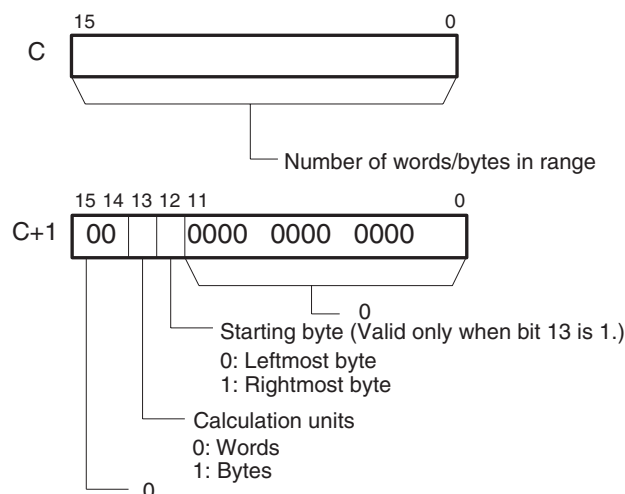 15 0
C
Number of words/bytes in range
15 14 13 12 11 0
C+1 00 0000 0000 0000
0
Starting byte (Valid only when bit 13 is 1.)
0: Leftmost byte
1: Rightmost byte
Calculation units
0: Words
1: Bytes
0